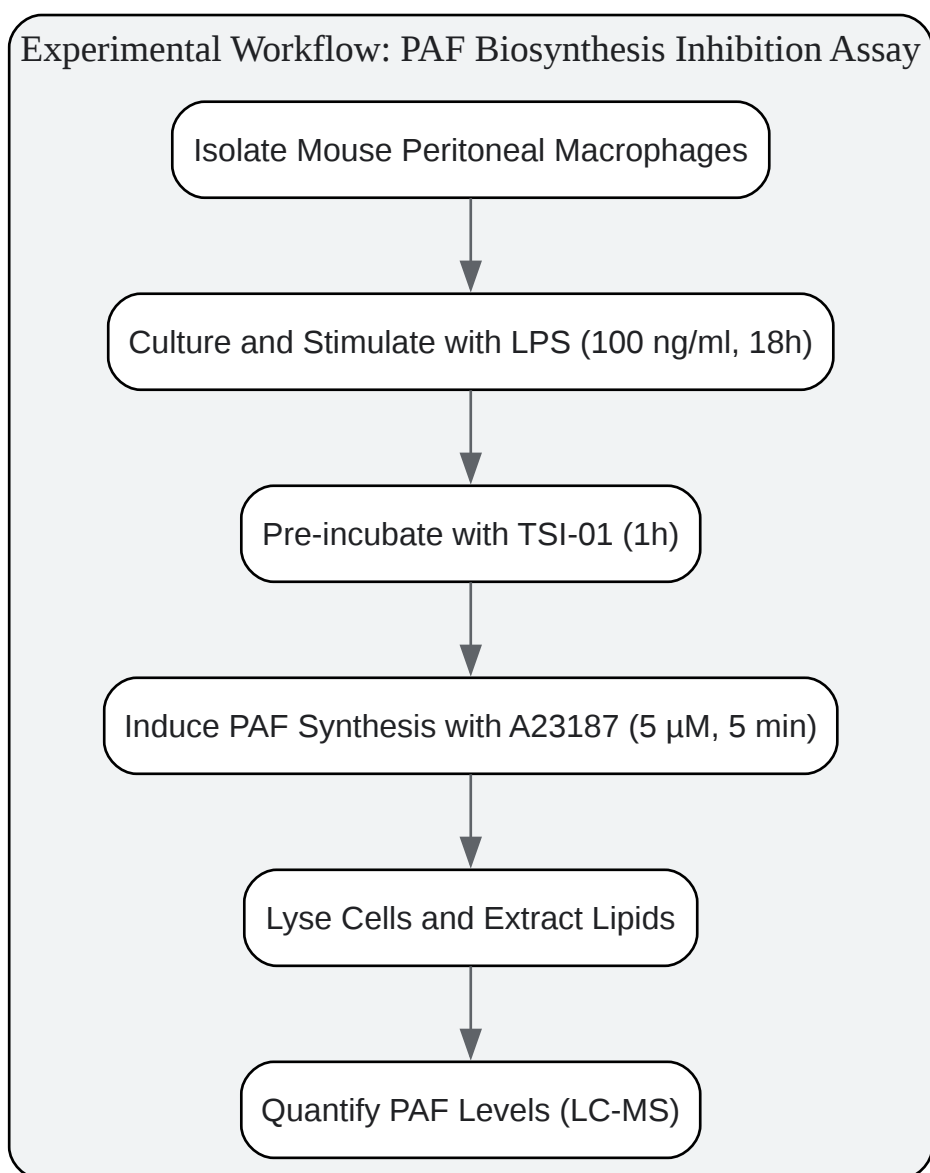 Experimental Workflow: PAF Biosynthesis Inhibition Assay
Isolate Mouse Peritoneal Macrophages
Culture and Stimulate with LPS (100 ng/ml, 18h)
Pre-incubate with TSI-01 (1h)
Induce PAF Synthesis with A23187 (5 µM, 5 min)
Lyse Cells and Extract Lipids
Quantify PAF Levels (LC-MS)